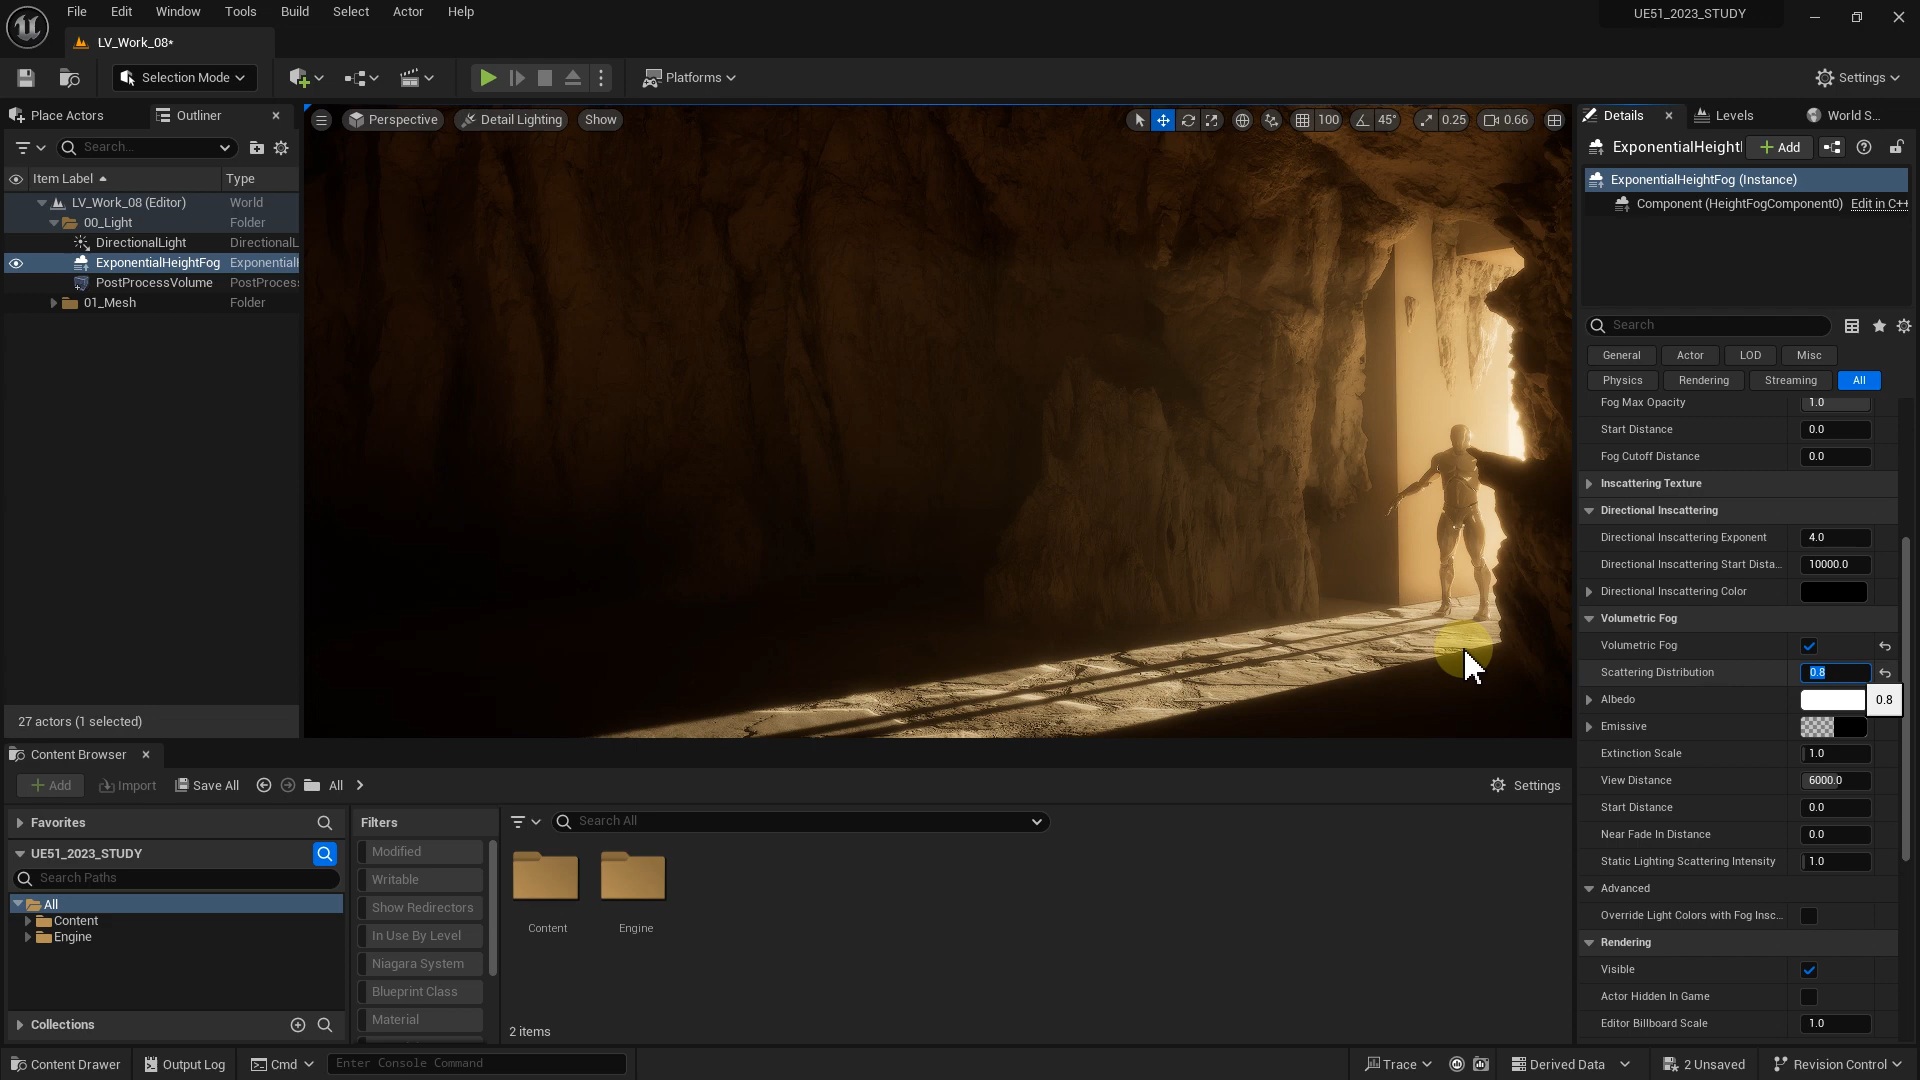 File Edit Window Tools Build Select Actor Help
UE51_2023_STUDY
LV_Work_08*
Selection Mode
Platforms
Settings
Place Actors
Outliner
Search...
Item Label
Type
LV_Work_08 (Editor) World
00_Light Folder
DirectionalLight DirectionalL
ExponentialHeightFog Exponential
PostProcessVolume PostProces
01_Mesh Folder
27 actors (1 selected)
Perspective
Detail Lighting
Show
100
45°
0.25
0.66
Details
Levels
World S...
ExponentialHeight
Add
ExponentialHeightFog (Instance)
Component (HeightFogComponent0) Edit in C++
Search
General Actor LOD Misc
Physics Rendering Streaming All
Fog Max Opacity 1.0
Start Distance 0.0
Fog Cutoff Distance 0.0
Inscattering Texture
Directional Inscattering
Directional Inscattering Exponent 4.0
Directional Inscattering Start Dista... 10000.0
Directional Inscattering Color
Volumetric Fog
Volumetric Fog
Scattering Distribution 0.8
Albedo 0.8
Emissive
Extinction Scale 1.0
View Distance 6000.0
Start Distance 0.0
Near Fade In Distance 0.0
Static Lighting Scattering Intensity 1.0
Advanced
Override Light Colors with Fog Insc...
Rendering
Visible
Actor Hidden In Game
Editor Billboard Scale 1.0
Content Browser
Add Import Save All All
Settings
Favorites
UE51_2023_STUDY
Search Paths
All
Content
Engine
Collections
Filters
Modified
Writable
Show Redirectors
In Use By Level
Niagara System
Blueprint Class
Material
Search All
Content Engine
2 items
Content Drawer Output Log Cmd Enter Console Command
Trace Derived Data 2 Unsaved Revision Control